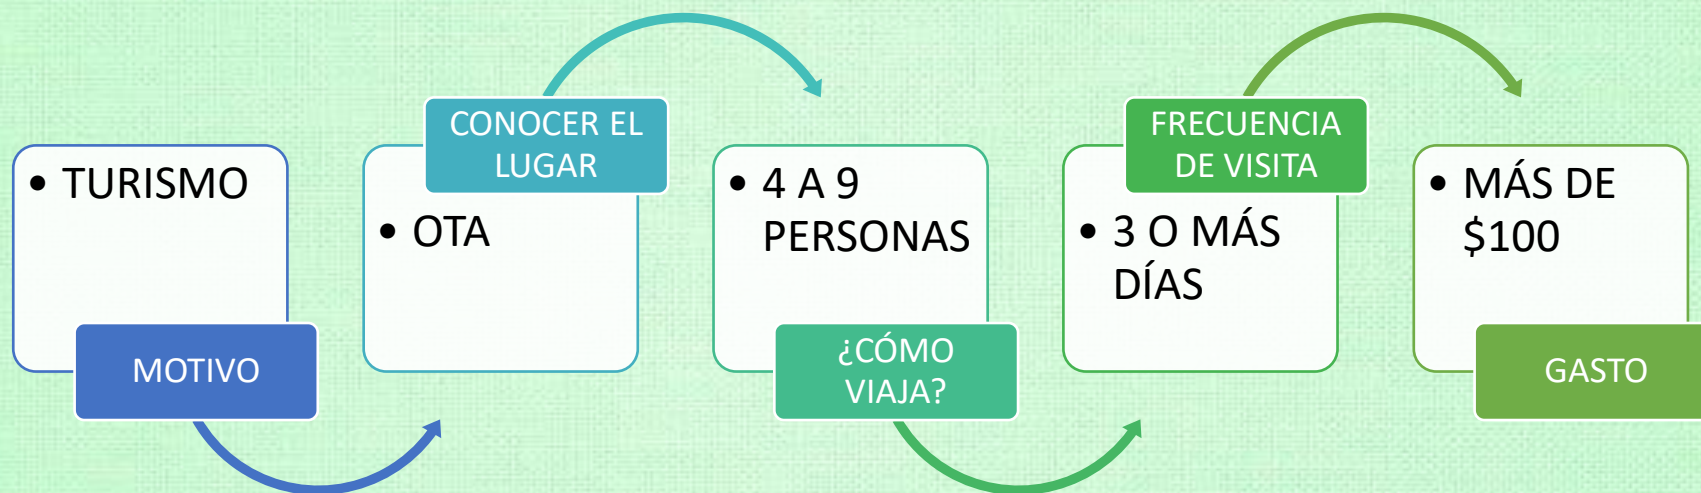 • TURISMO
MOTIVO
CONOCER EL
LUGAR
• OTA
• 4 A 9
PERSONAS
¿CÓMO
VIAJA?
FRECUENCIA
DE VISITA
• 3 O MÁS
DÍAS
• MÁS DE
$100
GASTO